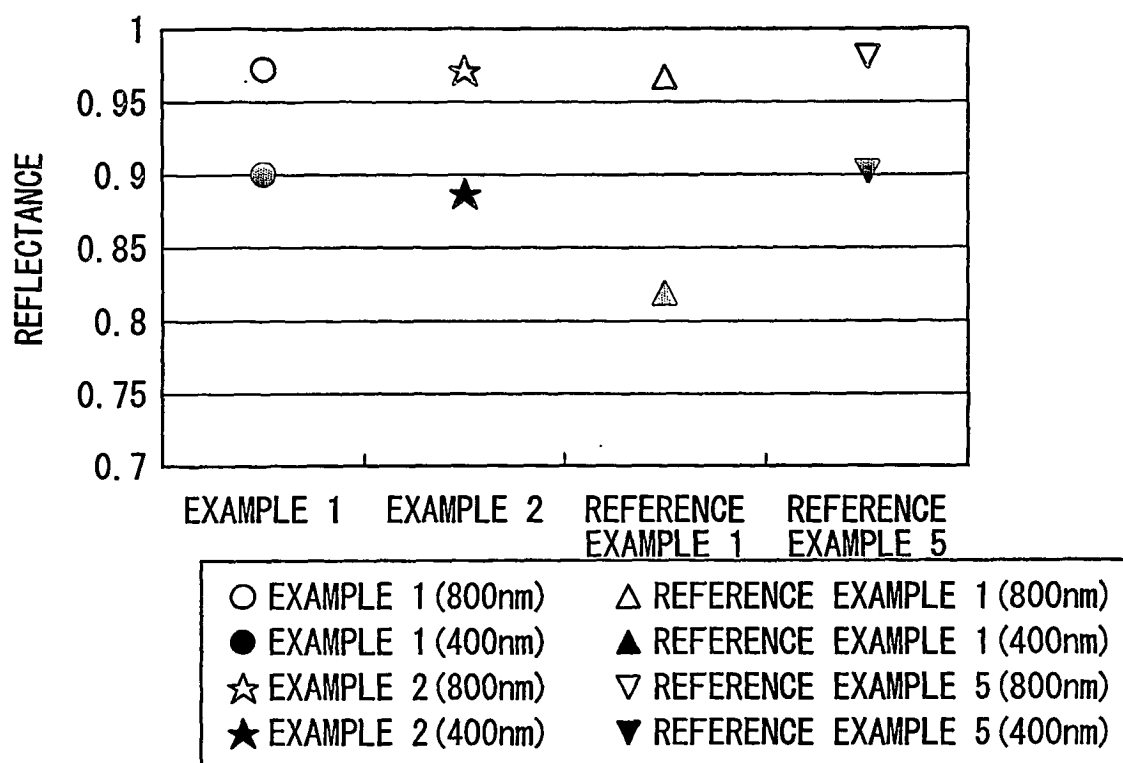 REFLECTANCE
1
0.95
0.9
0.85
0.8
0.75
0.7
EXAMPLE 1
EXAMPLE 2
REFERENCE
EXAMPLE 1
REFERENCE
EXAMPLE 5
EXAMPLE 1(800nm)
EXAMPLE 1(400nm)
EXAMPLE 2(800nm)
EXAMPLE 2(400nm)
REFERENCE EXAMPLE 1(800nm)
REFERENCE EXAMPLE 1(400nm)
REFERENCE EXAMPLE 5(800nm)
REFERENCE EXAMPLE 5(400nm)